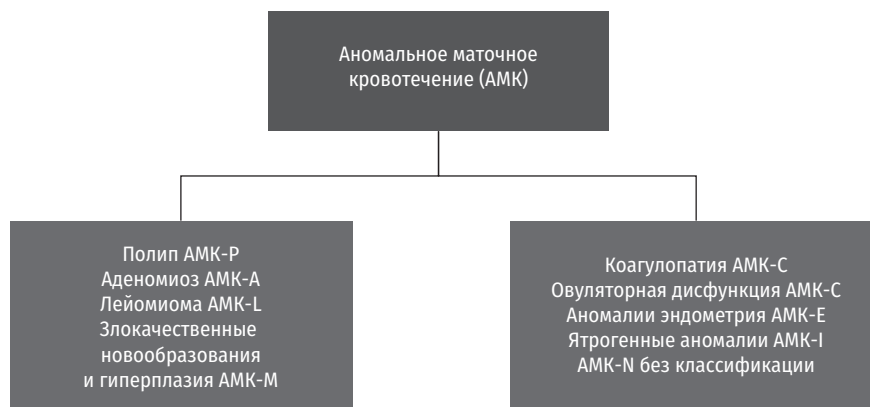 Аномальное маточное
кровотечение (АМК)
Полип АМК-P
Аденомиоз АМК-A
Лейомиома АМК-L
Злокачественные
новообразования
и гиперплазия АМК-M
Коагулопатия АМК-C
Овуляторная дисфункция АМК-C
Аномалии эндометрия АМК-E
Ятрогенные аномалии АМК-I
АМК-N без классификации